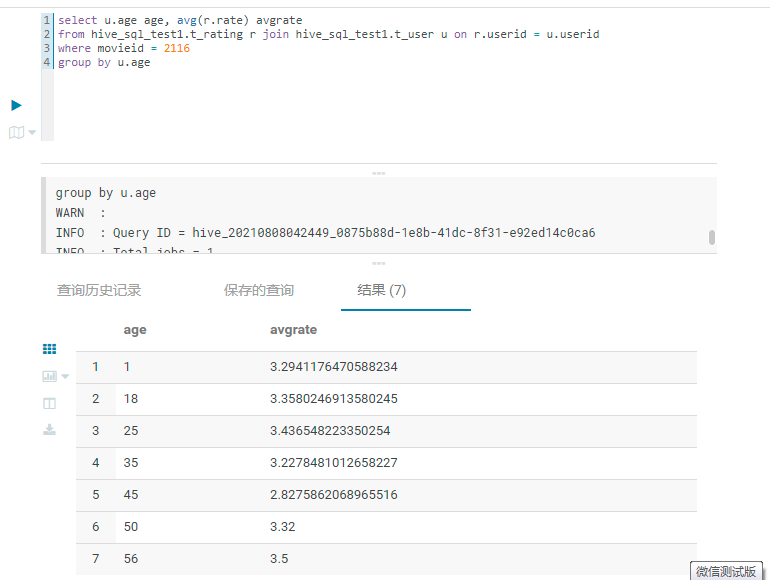 1 select u.age age, avg(r.rate) avgrate
2 from hive_sql_test1.t_rating r join hive_sql_test1.t_user u on r.userid = u.userid
3 where movieid = 2116
4 group by u.age
group by u.age
WARN :
INFO : Query ID = hive_20210808042449_0875b88d-1e8b-41dc-8f31-e92ed14c0ca6
INFO : Total jobs = 1
查询历史记录 保存的查询 结果 (7)
age avgrate
1 1 3.2941176470588234
2 18 3.3580246913580245
3 25 3.436548223350254
4 35 3.2278481012658227
5 45 2.8275862068965516
6 50 3.32
7 56 3.5
微信测试版